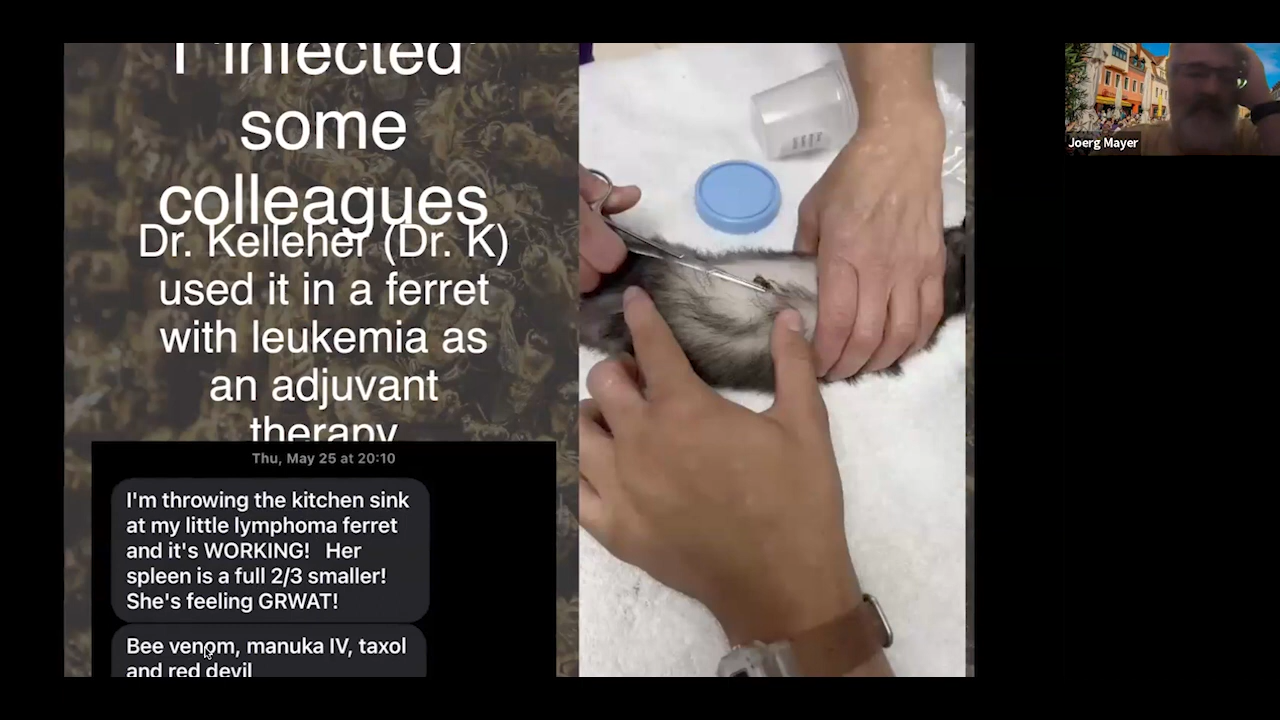 I "infected"
some
colleagues
Dr. Kelleher (Dr. K)
used it in a ferret
with leukemia as
an adjuvant
therapy
Thu, May 25 at 20:10
I'm throwing the kitchen sink
at my little lymphoma ferret
and it's WORKING! Her
spleen is a full 2/3 smaller!
She's feeling GRWAT!
Bee venom, manuka IV, taxol
and red devil
Joerg Mayer